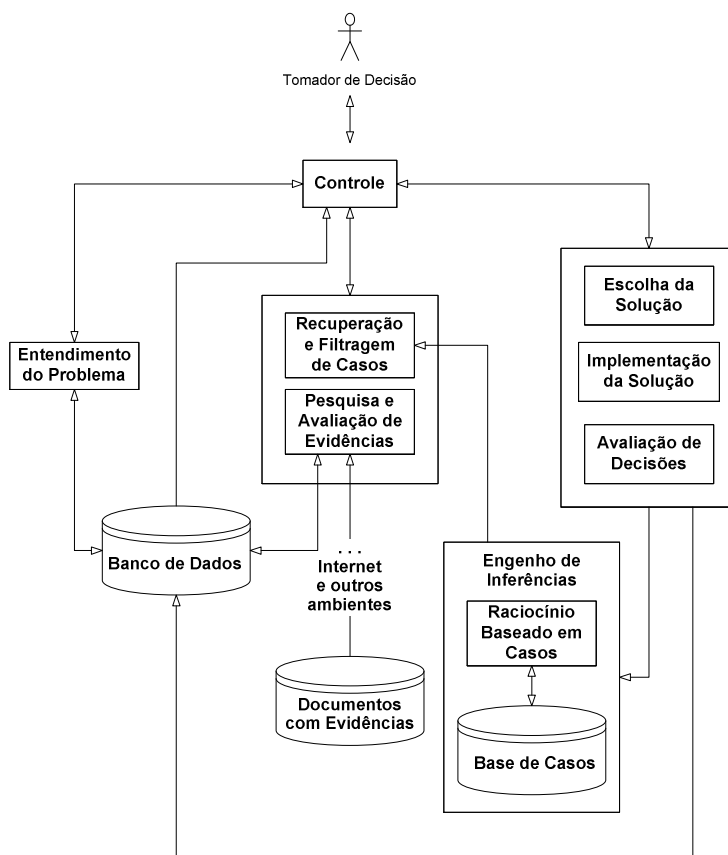 Tomador de Decisão
Controle
Escolha da
Solução
Implementação
da Solução
Avaliação de
Decisões
Entendimento
do Problema
Recuperação
e Filtragem
de Casos
Pesquisa e
Avaliação de
Evidências
Banco de Dados
. . .
Internet
e outros
ambientes
Documentos
com Evidências
Engenho de
Inferências
Raciocínio
Baseado em
Casos
Base de Casos